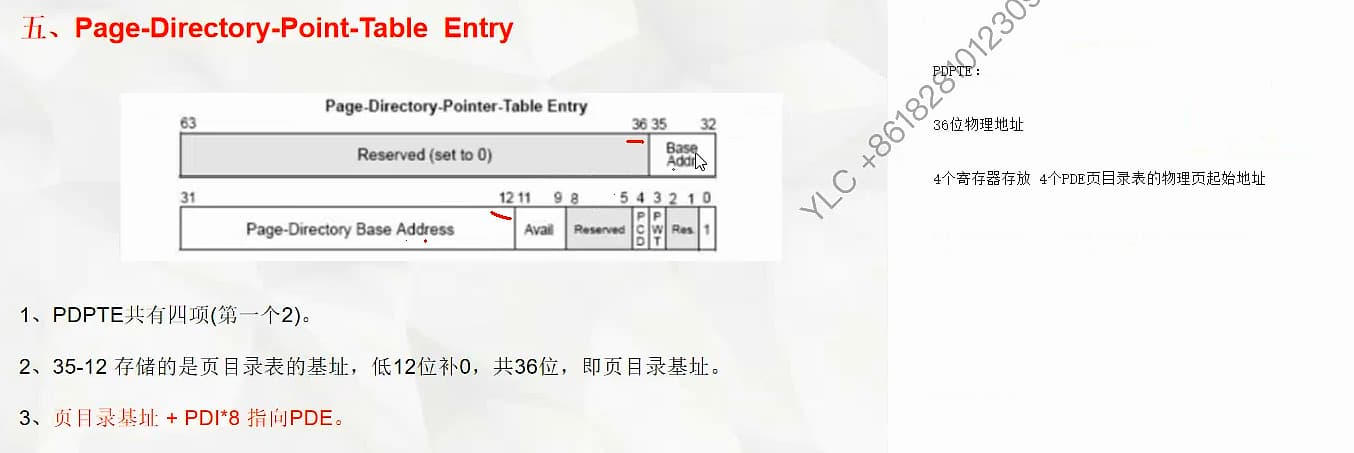 五、Page-Directory-Point-Table Entry
Page-Directory-Pointer-Table Entry
63 36 35 32
Reserved (set to 0) Base
Addr
31 12 11 9 8 5 4 3 2 1 0
Page-Directory Base Address Avail Reserved PCD PWT Res. 1
1、PDPTE共有四项(第一个2)。
2、35-12 存储的是页目录表的基址，低12位补0，共36位，即页目录基址。
3、页目录基址 + PDI*8 指向PDE。
PDPTE：
36位物理地址
4个寄存器存放 4个PDE页目录表的物理页起始地址